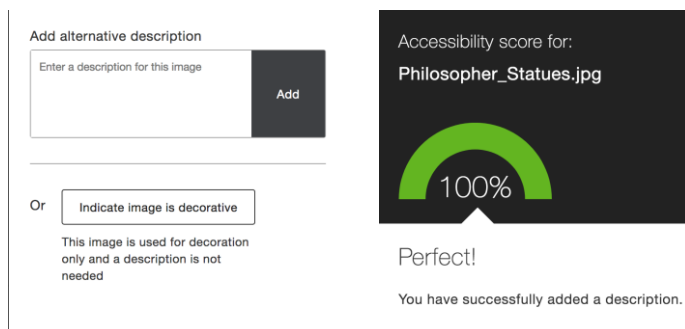 Add alternative description
Enter a description for this image
Add
Or
Indicate image is decorative
This image is used for decoration
only and a description is not
needed
Accessibility score for:
Philosopher_Statues.jpg
100%
Perfect!
You have successfully added a description.